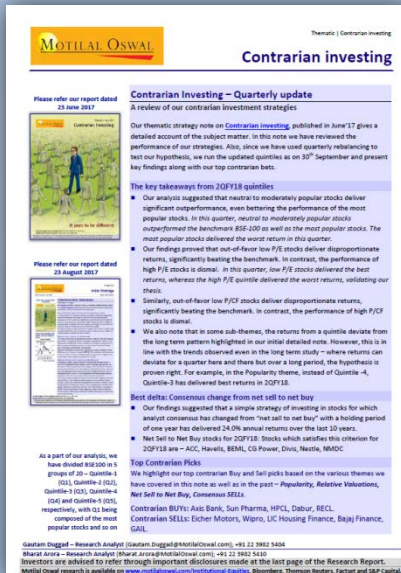 MOTILAL OSWAL
Thematic | Contrarian investing
Contrarian investing
Please refer our report dated
23 June 2017
Contrarian Investing
It pays to be different!
Please refer our report dated
23 August 2017
As a part of our analysis, we
have divided BSE100 in 5
groups of 20 – Quintile-1
(Q1), Quintile-2 (Q2),
Quintile-3 (Q3), Quintile-4
(Q4) and Quintile-5 (Q5),
respectively, with Q1 being
composed of the most
popular stocks and so on
Contrarian Investing – Quarterly update
A review of our contrarian investment strategies
Our thematic strategy note on Contrarian investing, published in June'17 gives a
detailed account of the subject matter. In this note we have reviewed the
performance of our strategies. Also, since we have used quarterly rebalancing to
test our hypothesis, we run the updated quintiles as on 30th September and present
key findings along with our top contrarian bets.
The key takeaways from 2QFY18 quintiles
■ Our analysis suggested that neutral to moderately popular stocks deliver
significant outperformance, even bettering the performance of the most
popular stocks. In this quarter, neutral to moderately popular stocks
outperformed the benchmark BSE-100 as well as the most popular stocks. The
most popular stocks delivered the worst return in this quarter.
■ Our findings proved that out-of-favor low P/E stocks deliver disproportionate
returns, significantly beating the benchmark. In contrast, the performance of
high P/E stocks is dismal. In this quarter, low P/E stocks delivered the best
returns, whereas the high P/E quintile delivered the worst returns, validating our
thesis.
■ Similarly, out-of-favor low P/CF stocks deliver disproportionate returns,
significantly beating the benchmark. In contrast, the performance of high P/CF
stocks is dismal.
■ We also note that in some sub-themes, the returns from a quintile deviate from
the long term pattern highlighted in our initial detailed note. However, this is in
line with the trends observed even in the long term study – where returns can
deviate for a quarter here and there but over a long period, the hypothesis is
proven right. For example, in the Popularity theme, instead of Quintile -4,
Quintile-3 has delivered best returns in 2QFY18.
Best delta: Consensus change from net sell to net buy
■ Our findings suggested that a simple strategy of investing in stocks for which
analyst consensus has changed from "net sell to net buy" with a holding period
of one year has delivered 24.0% annual returns over the last 10 years.
■ Net Sell to Net Buy stocks for 2QFY18: Stocks which satisfies this criterion for
2QFY18 are – ACC, Havells, BEML, CG Power, Divis, Nestle, NMDC
Top Contrarian Picks
We highlight our top contrarian Buy and Sell picks based on the various themes we
have covered in this note as well as in the past – Popularity, Relative Valuations,
Net Sell to Net Buy, Consensus SELLs.
Contrarian BUYs: Axis Bank, Sun Pharma, HPCL, Dabur, RECL.
Contrarian SELLs: Eicher Motors, Wipro, LIC Housing Finance, Bajaj Finance,
GAIL.
Gautam Duggad – Research Analyst (Gautam.Duggad@MotilalOswal.com); +91 22 3982 5404
Bharat Arora – Research Analyst (Bharat.Arora@MotilalOswal.com); +91 22 3982 5410
Investors are advised to refer through important disclosures made at the last page of the Research Report.
Motilal Oswal research is available on www.motilaloswal.com/Institutional-Equities, Bloomberg, Thomson Reuters, Factset and S&P Capital.